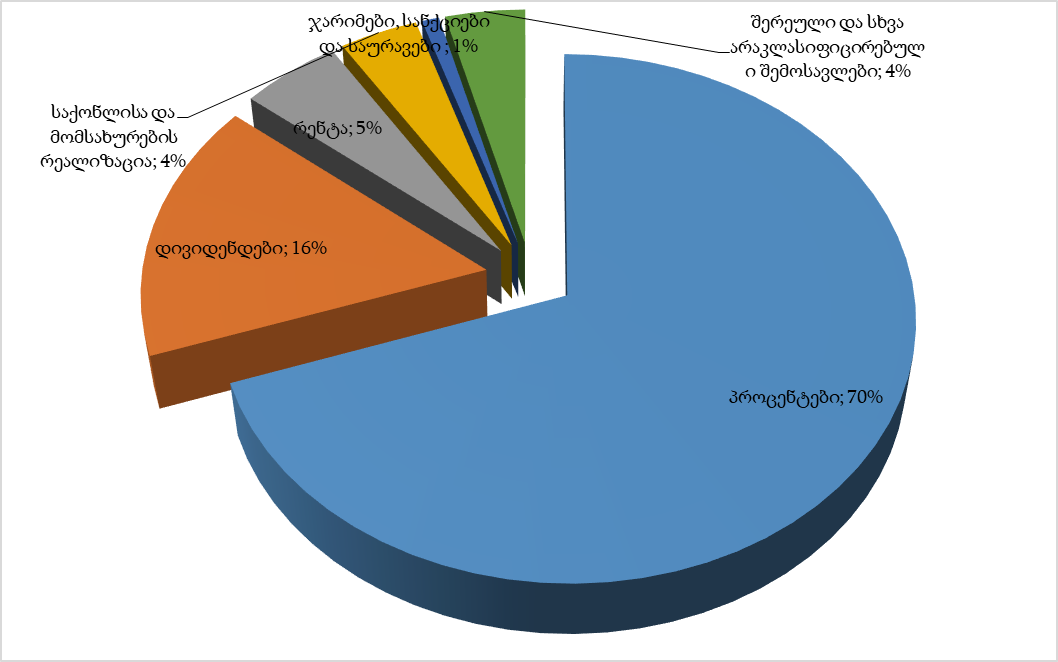 ჯარიმები, სანქციები
და საურავები ; 1%
შერეული და სხვა
არაკლასიფიცირებულ
ი შემოსავლები; 4%
საქონლისა და
მომსახურების
რეალიზაცია; 4%
რენტა; 5%
დივიდენდები; 16%
პროცენტები; 70%